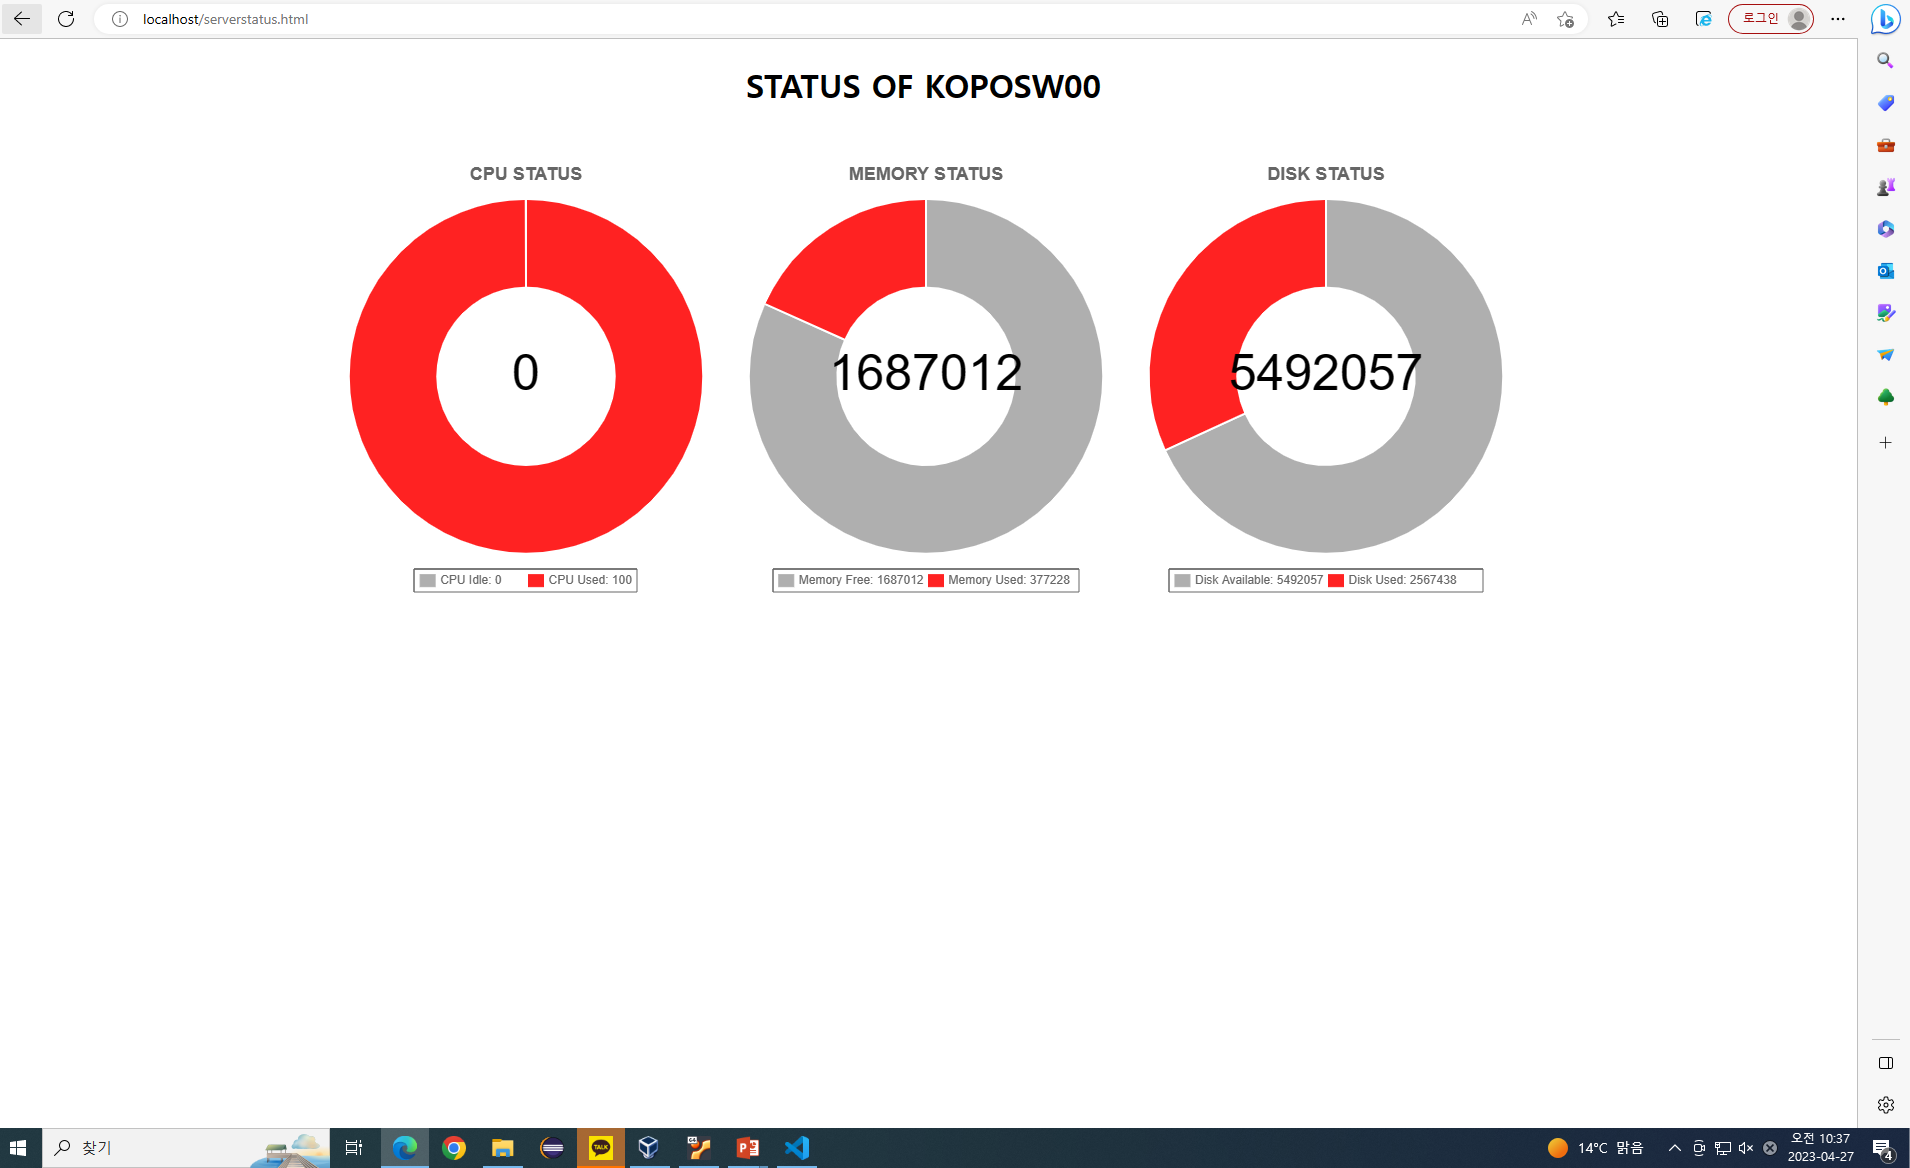 localhost/serverstatus.html
로그인
STATUS OF KOPOSW00
CPU STATUS
0
CPU Idle: 0 CPU Used: 100
MEMORY STATUS
1687012
Memory Free: 1687012 Memory Used: 377228
DISK STATUS
5492057
Disk Available: 5492057 Disk Used: 2567438
찾기
TALK
14°C 맑음
오전 10:37
2023-04-27
4